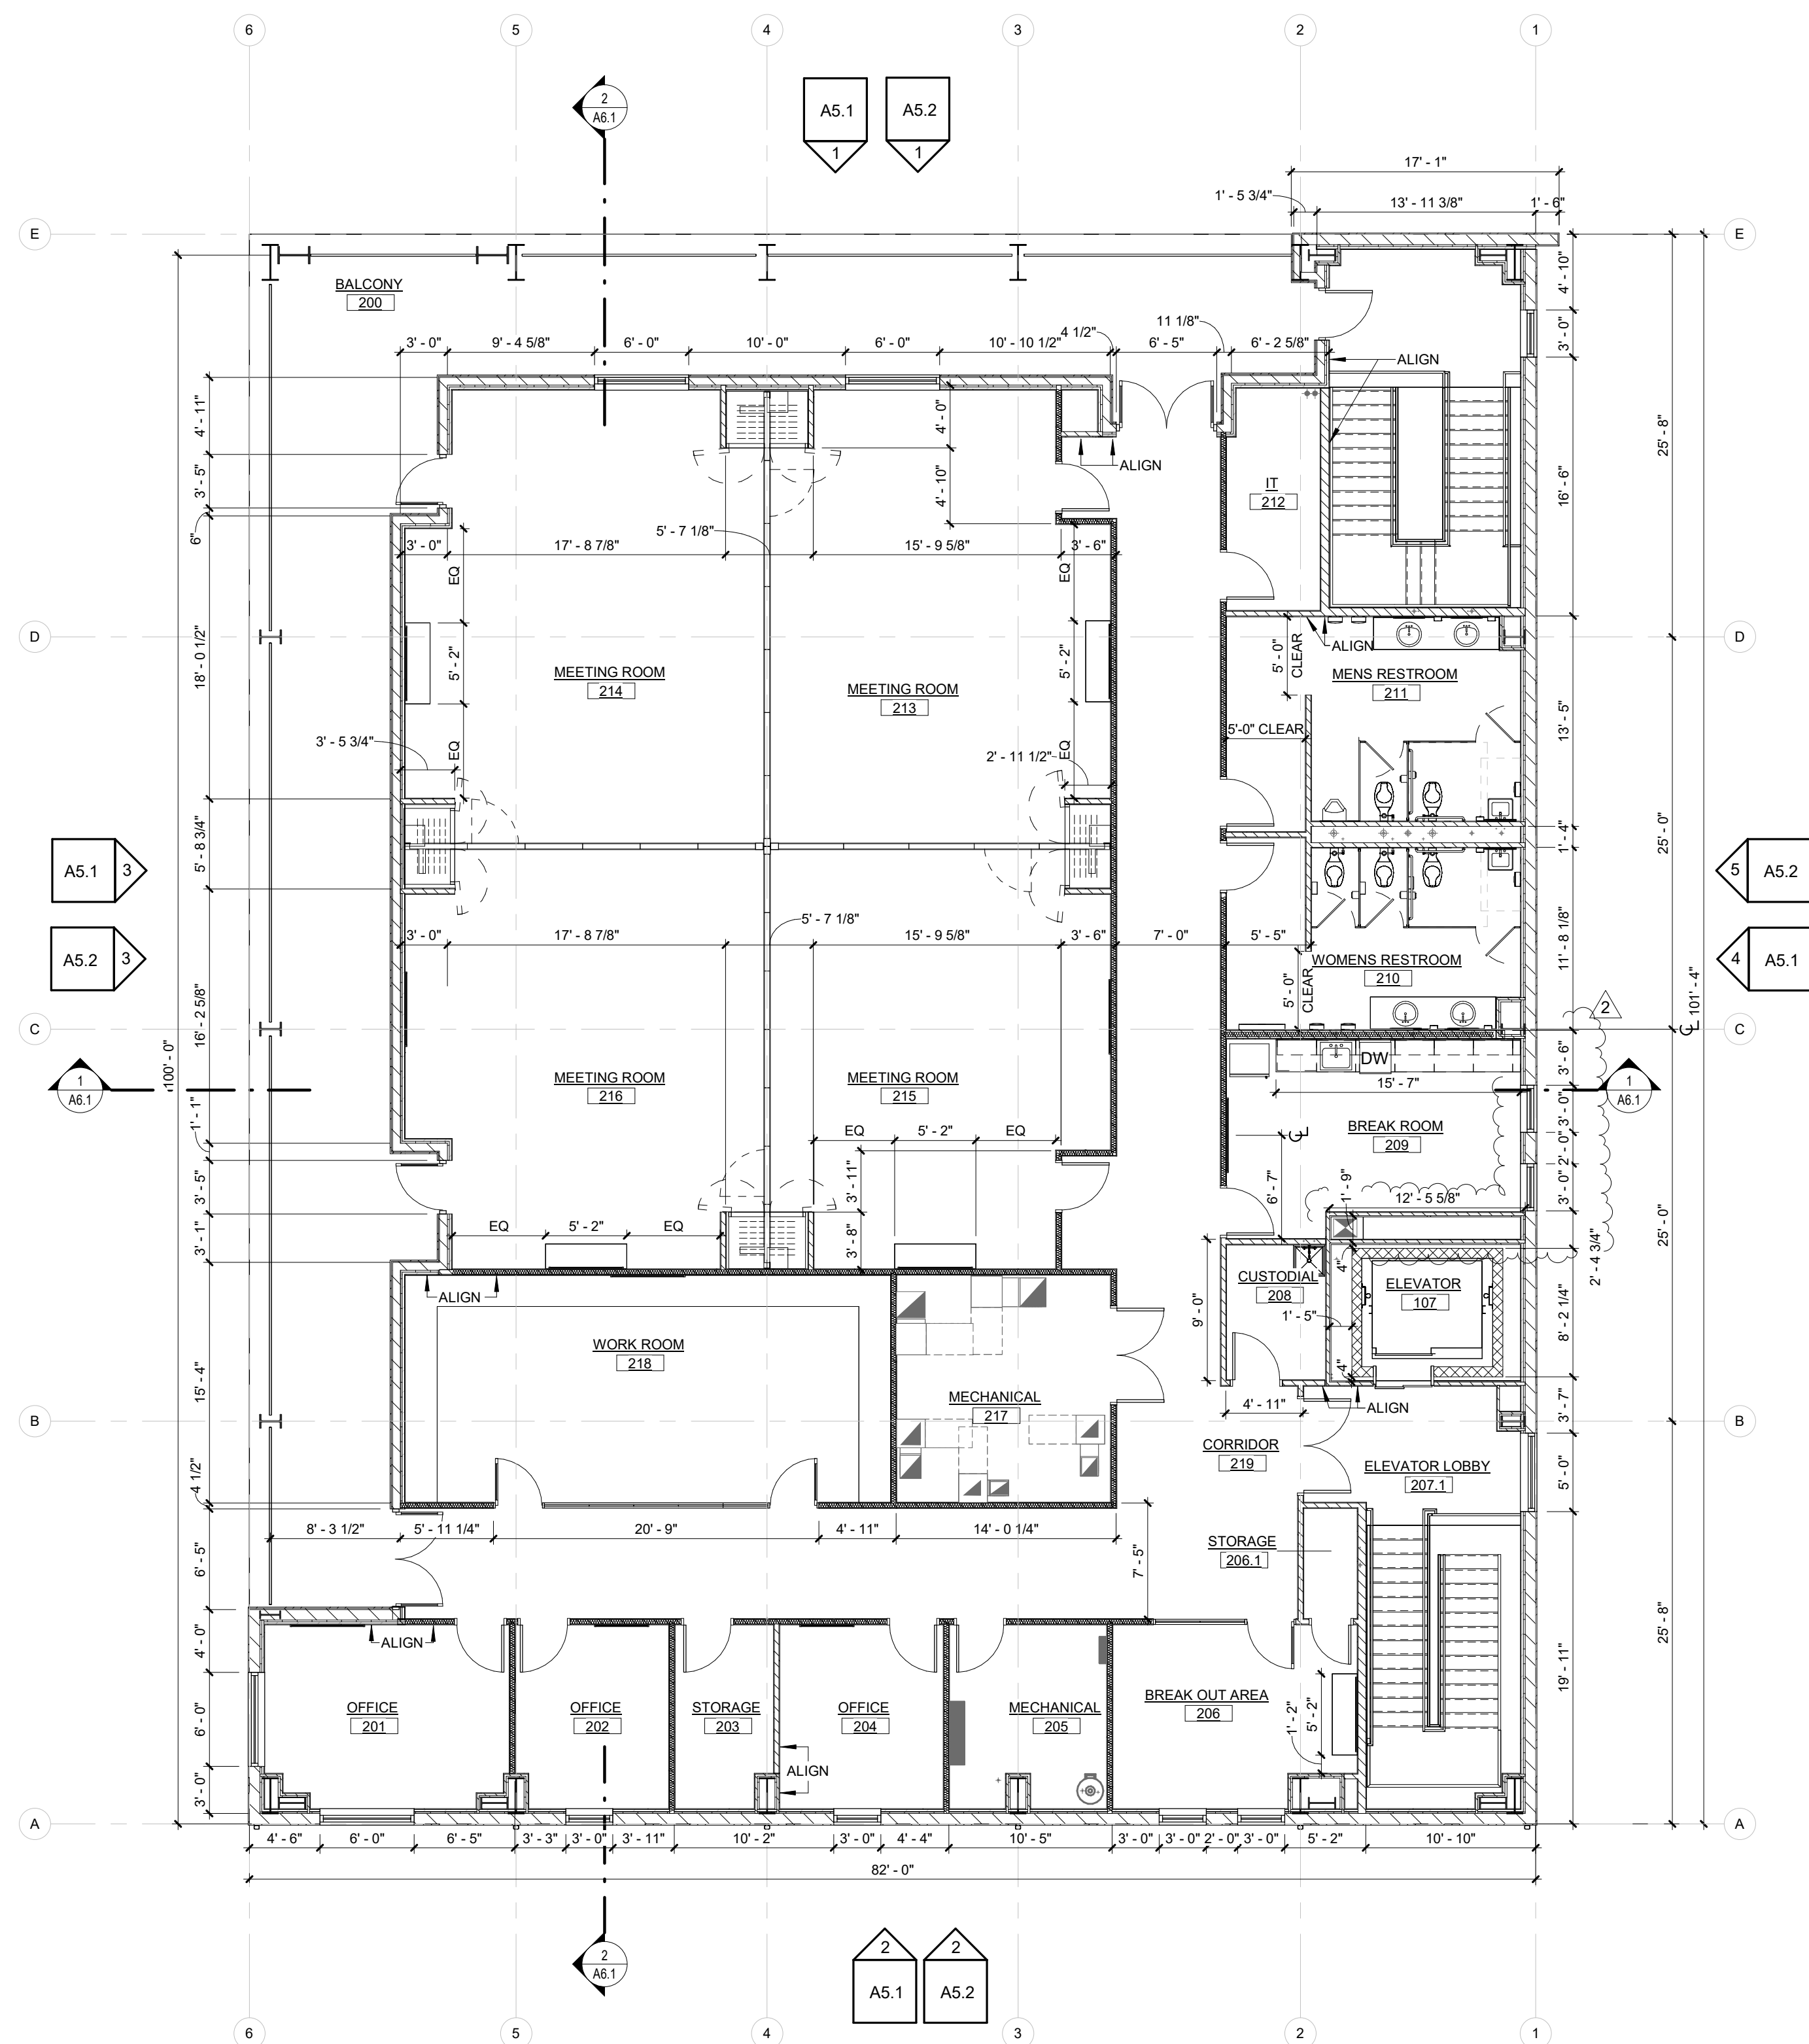 6 5 4 3 2 1
2
A6.1
A5.1 A5.2
1 1
17' - 1"
1' - 5 3/4" 13' - 11 3/8" 1' - 6"
E E
BALCONY
200
4' - 10"
3' - 0"
11 1/8"
4 1/2"
3' - 0" 9' - 4 5/8" 6' - 0" 10' - 0" 6' - 0" 10' - 10 1/2" 6' - 5" 6' - 2 5/8"
ALIGN
4' - 11"
4' - 0"
25' - 8"
ALIGN
3' - 5"
4' - 10"
IT
212
16' - 6"
6"
5' - 7 1/8"
3' - 0" 17' - 8 7/8" 15' - 9 5/8" 3' - 6"
EQ EQ
D D
5' - 0"
CLEAR
ALIGN
18' - 0 1/2"
5' - 2" 5' - 2"
MEETING ROOM
214
MEETING ROOM
213
MENS RESTROOM
211
13' - 5"
5'-0" CLEAR
3' - 5 3/4" EQ
2' - 11 1/2" EQ
5' - 8 3/4"
1' - 4"
25' - 0"
A5.1 3
5 A5.2
5' - 7 1/8"
3' - 0" 17' - 8 7/8" 15' - 9 5/8" 3' - 6" 7' - 0" 5' - 5"
11' - 8 1/8"
A5.2 3
4 A5.1
WOMENS RESTROOM
210
5' - 0"
CLEAR
2
CL 101' - 4"
C C
16' - 2 5/8"
100' - 0"
3' - 6"
DW
15' - 7"
1
A6.1
1
A6.1
MEETING ROOM
216
MEETING ROOM
215
1' - 1"
EQ 5' - 2" EQ
CL
BREAK ROOM
209
3' - 0"
2' - 0"
3' - 0"
3' - 5"
3' - 11"
6' - 7"
1' - 9"
12' - 5 5/8"
25' - 0"
3' - 1"
EQ 5' - 2" EQ
3' - 8"
2' - 4 3/4"
ALIGN
CUSTODIAL
208
4"
ELEVATOR
107
9' - 0"
1' - 5"
8' - 2 1/4"
WORK ROOM
218
4"
15' - 4"
MECHANICAL
217
4' - 11"
ALIGN
3' - 7"
B B
CORRIDOR
219
ELEVATOR LOBBY
207.1
5' - 0"
4 1/2"
8' - 3 1/2" 5' - 11 1/4" 20' - 9" 4' - 11" 14' - 0 1/4"
STORAGE
206.1
6' - 5"
7' - 5"
25' - 8"
ALIGN
4' - 0"
19' - 11"
OFFICE
201
OFFICE
202
STORAGE
203
OFFICE
204
MECHANICAL
205
BREAK OUT AREA
206
1' - 2"
5' - 2"
6' - 0"
ALIGN
3' - 0"
A A
4' - 6" 6' - 0" 6' - 5" 3' - 3" 3' - 0" 3' - 11" 10' - 2" 3' - 0" 4' - 4" 10' - 5" 3' - 0" 3' - 0" 2' - 0" 3' - 0" 5' - 2" 10' - 10"
82' - 0"
2
A6.1
2 2
A5.1 A5.2
6 5 4 3 2 1